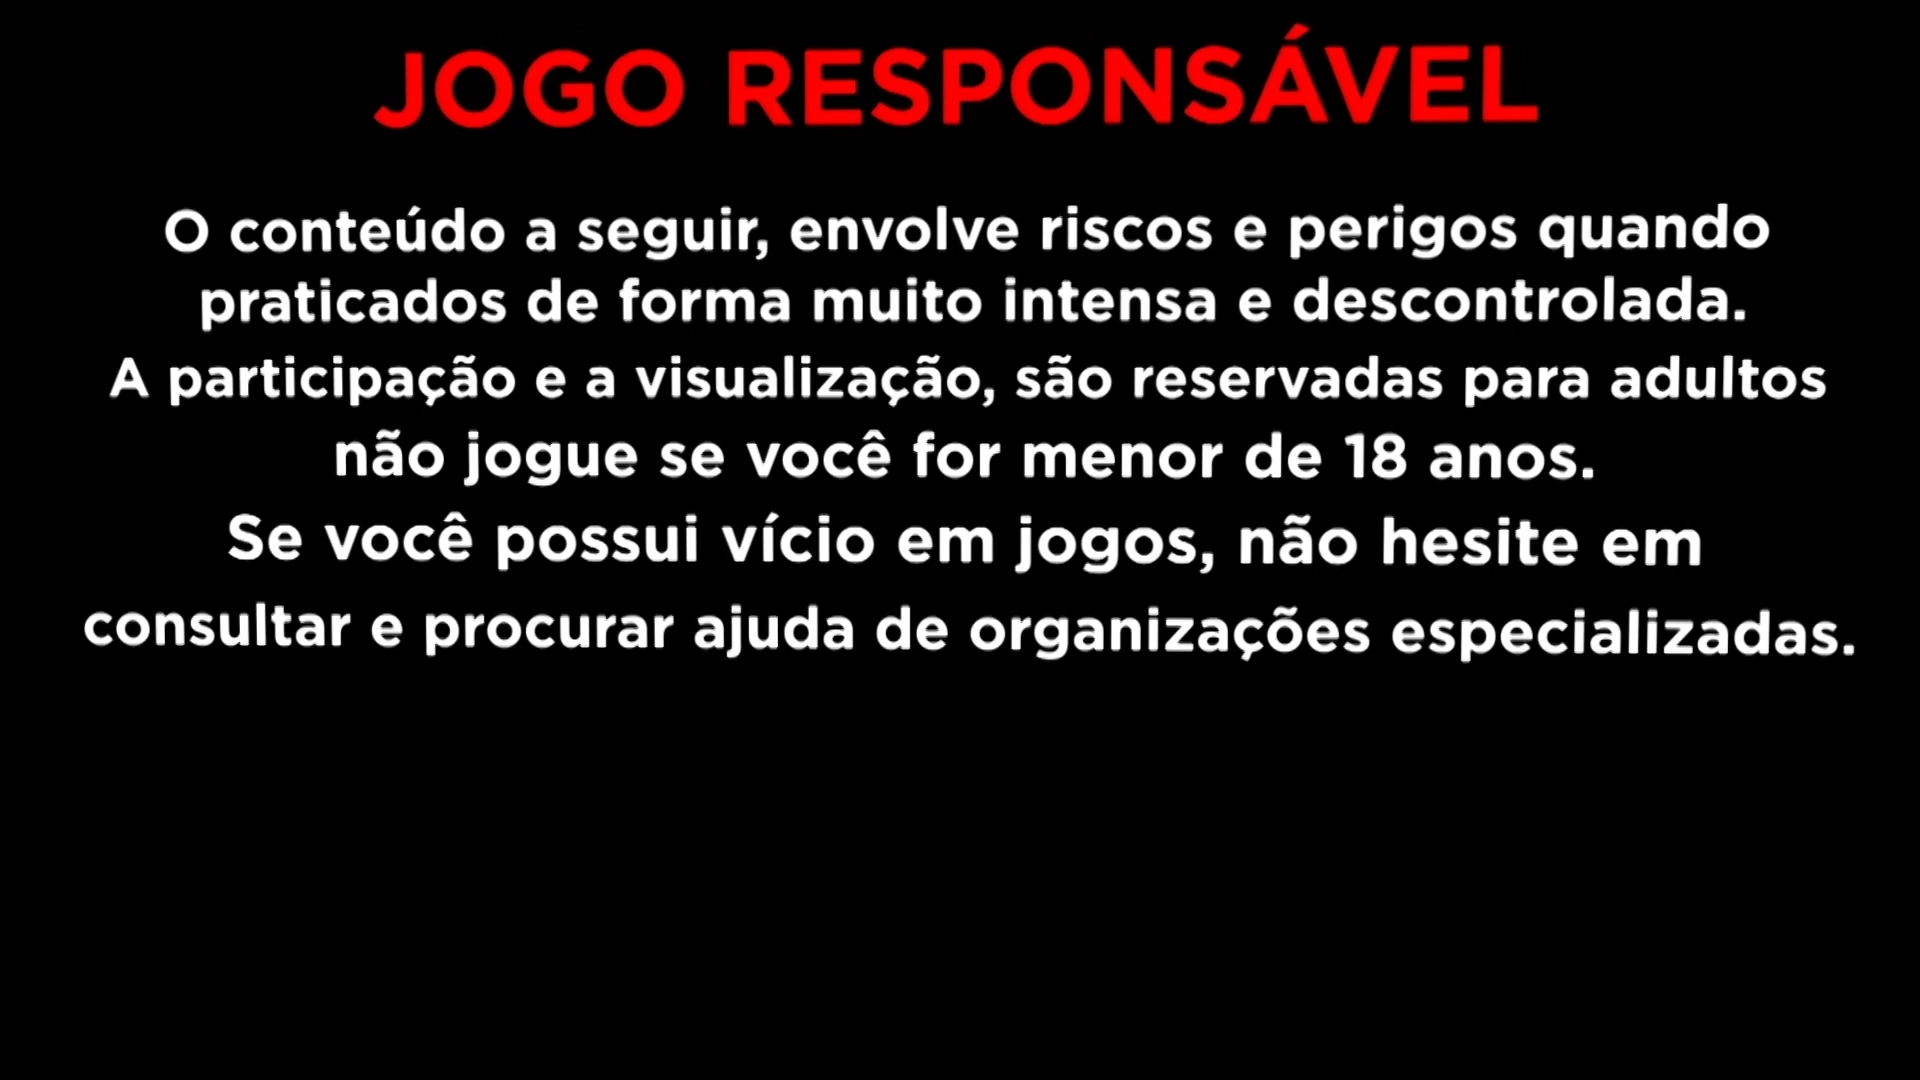 JOGO RESPONSÁVEL
O conteúdo a seguir, envolve riscos e perigos quando
praticados de forma muito intensa e descontrolada.
A participação e a visualização, são reservadas para adultos
não jogue se você for menor de 18 anos.
Se você possui vício em jogos, não hesite em
consultar e procurar ajuda de organizações especializadas.